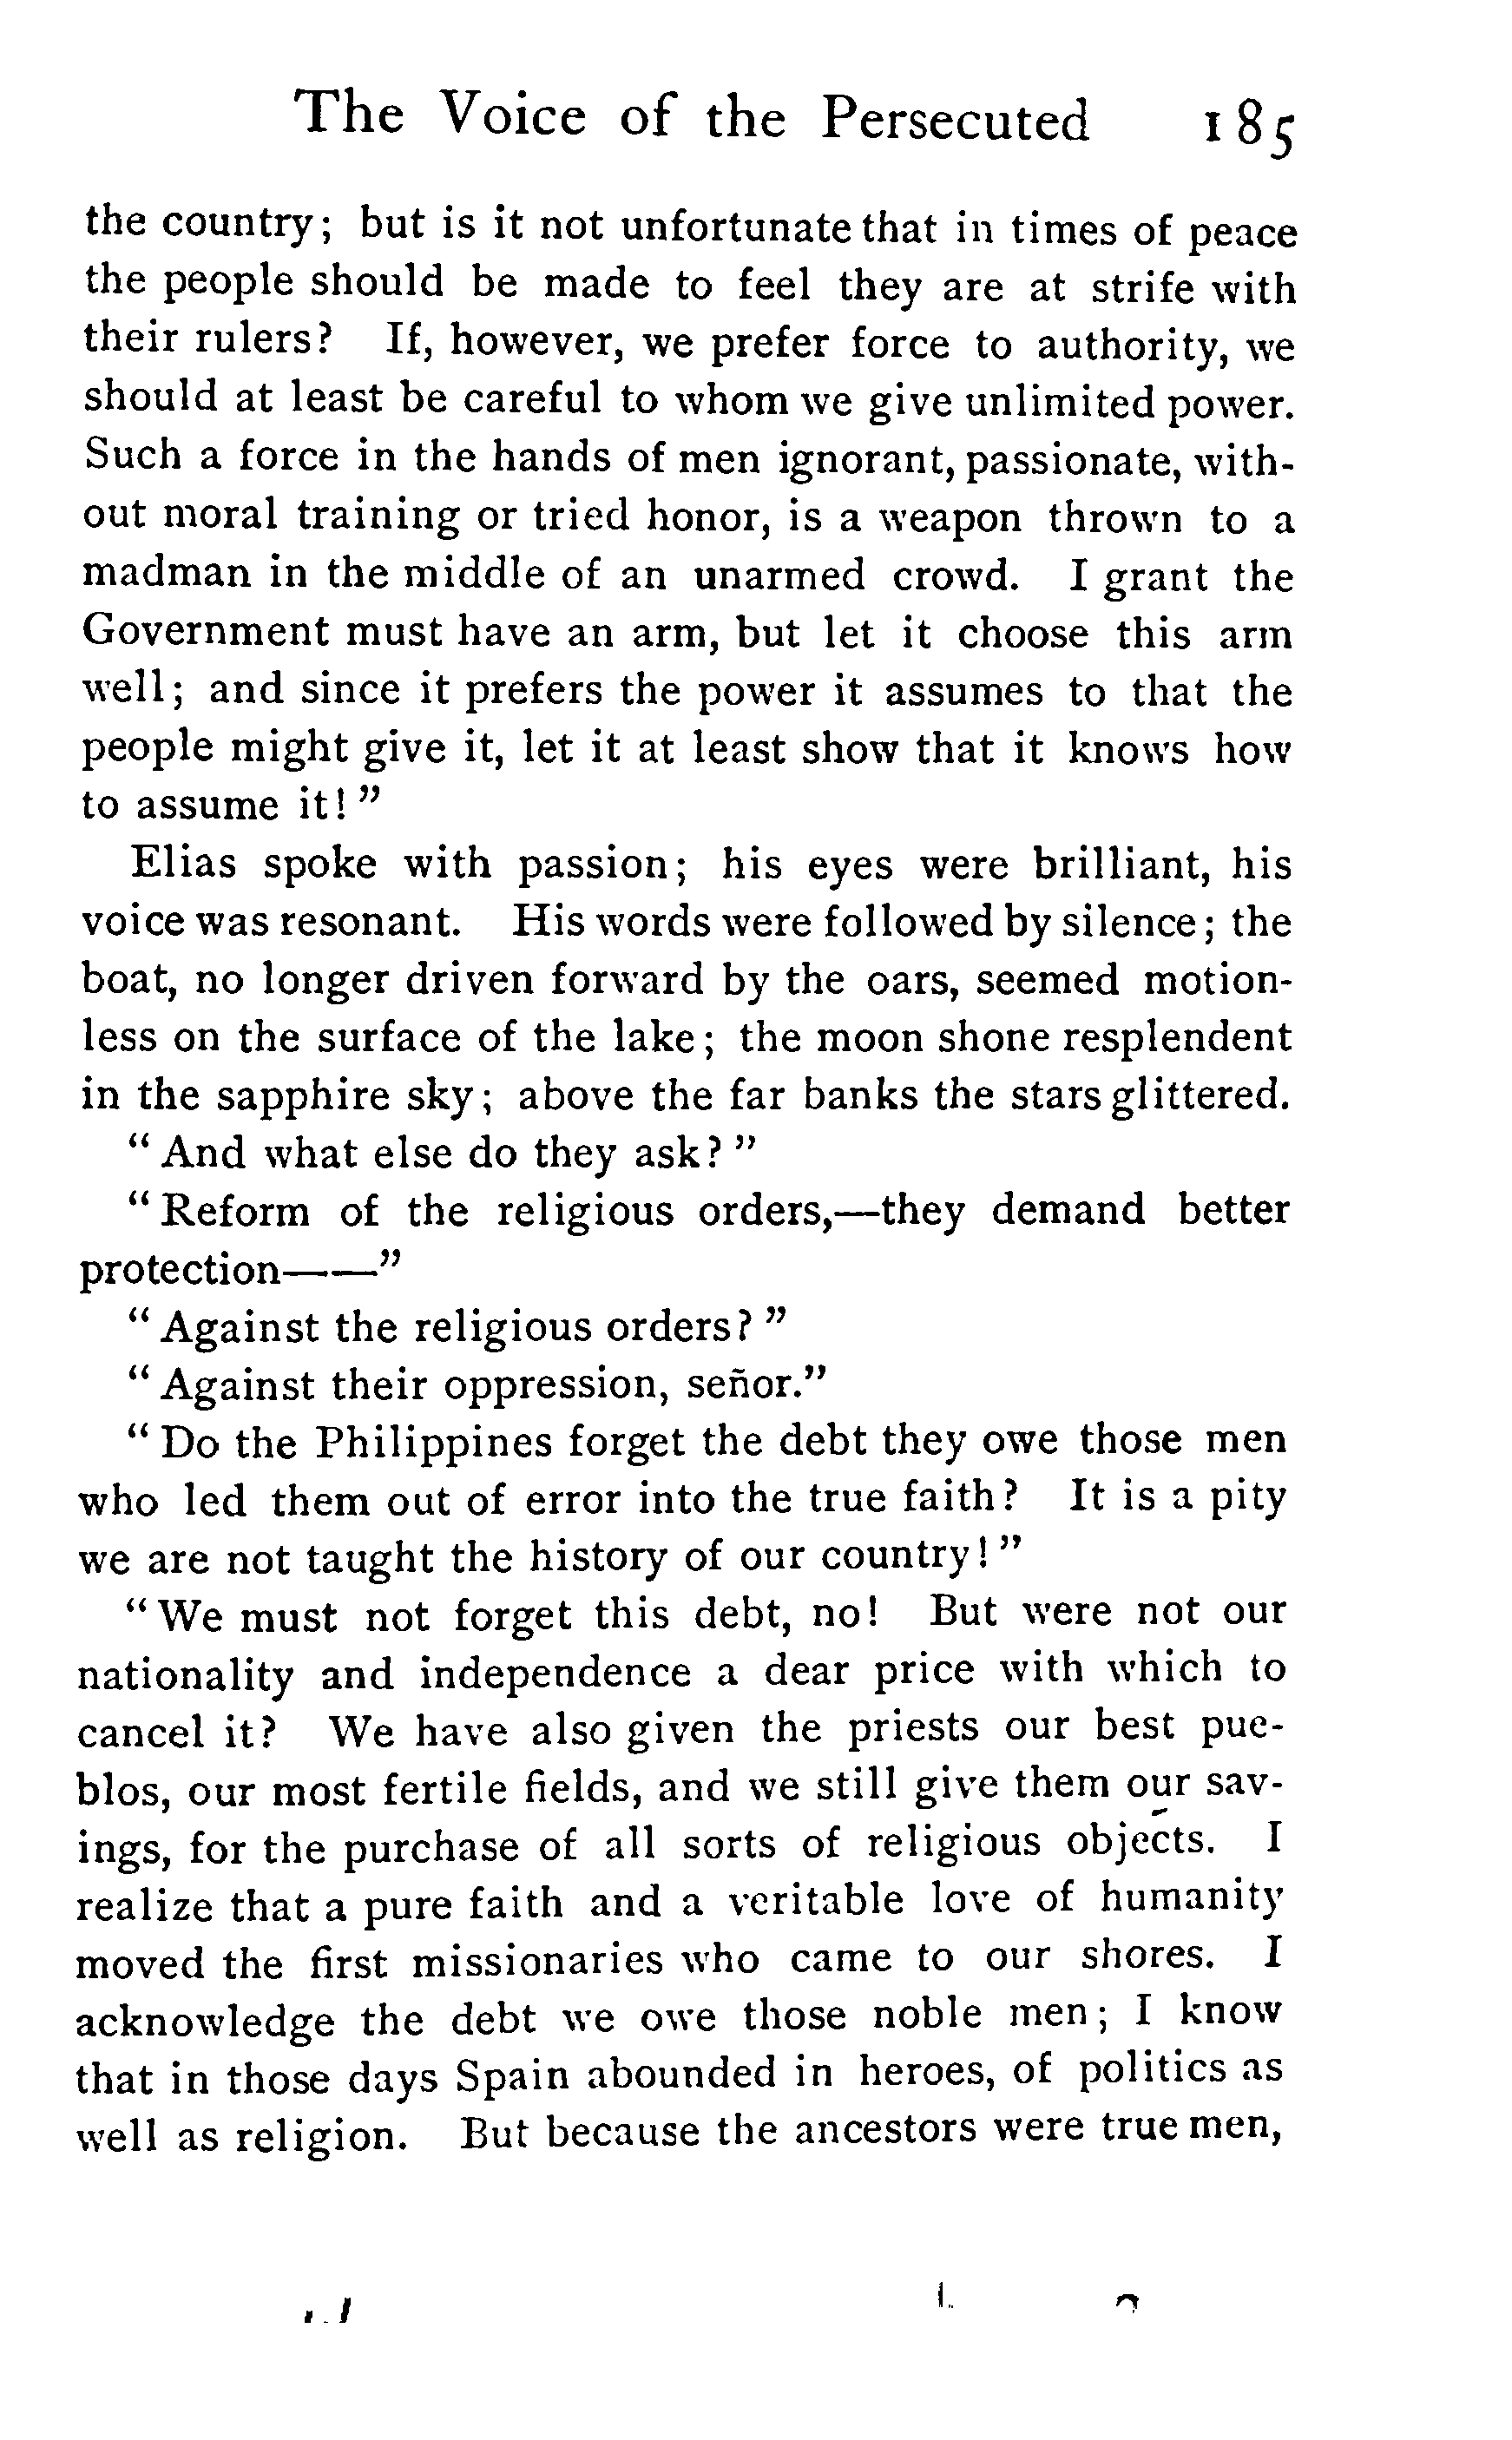 The Voice of the Persecuted 185
the country; but is it not unfortunate that in times of peace
the people should be made to feel they are at strife with
their rulers? If, however, we prefer force to authority, we
should at least be careful to whom we give unlimited power.
Such a force in the hands of men ignorant, passionate, with-
out moral training or tried honor, is a weapon thrown to a
madman in the middle of an unarmed crowd. I grant the
Government must have an arm, but let it choose this arm
well; and since it prefers the power it assumes to that the
people might give it, let it at least show that it knows how
to assume it!”
Elias spoke with passion; his eyes were brilliant, his
voice was resonant. His words were followed by silence; the
boat, no longer driven forward by the oars, seemed motion-
less on the surface of the lake; the moon shone resplendent
in the sapphire sky; above the far banks the stars glittered.
“And what else do they ask?”
“Reform of the religious orders,—they demand better
protection——”
“Against the religious orders?”
“Against their oppression, señor.”
“Do the Philippines forget the debt they owe those men
who led them out of error into the true faith? It is a pity
we are not taught the history of our country!”
“We must not forget this debt, no! But were not our
nationality and independence a dear price with which to
cancel it? We have also given the priests our best pue-
blos, our most fertile fields, and we still give them our sav-
ings, for the purchase of all sorts of religious objects. I
realize that a pure faith and a veritable love of humanity
moved the first missionaries who came to our shores. I
acknowledge the debt we owe those noble men; I know
that in those days Spain abounded in heroes, of politics as
well as religion. But because the ancestors were true men,